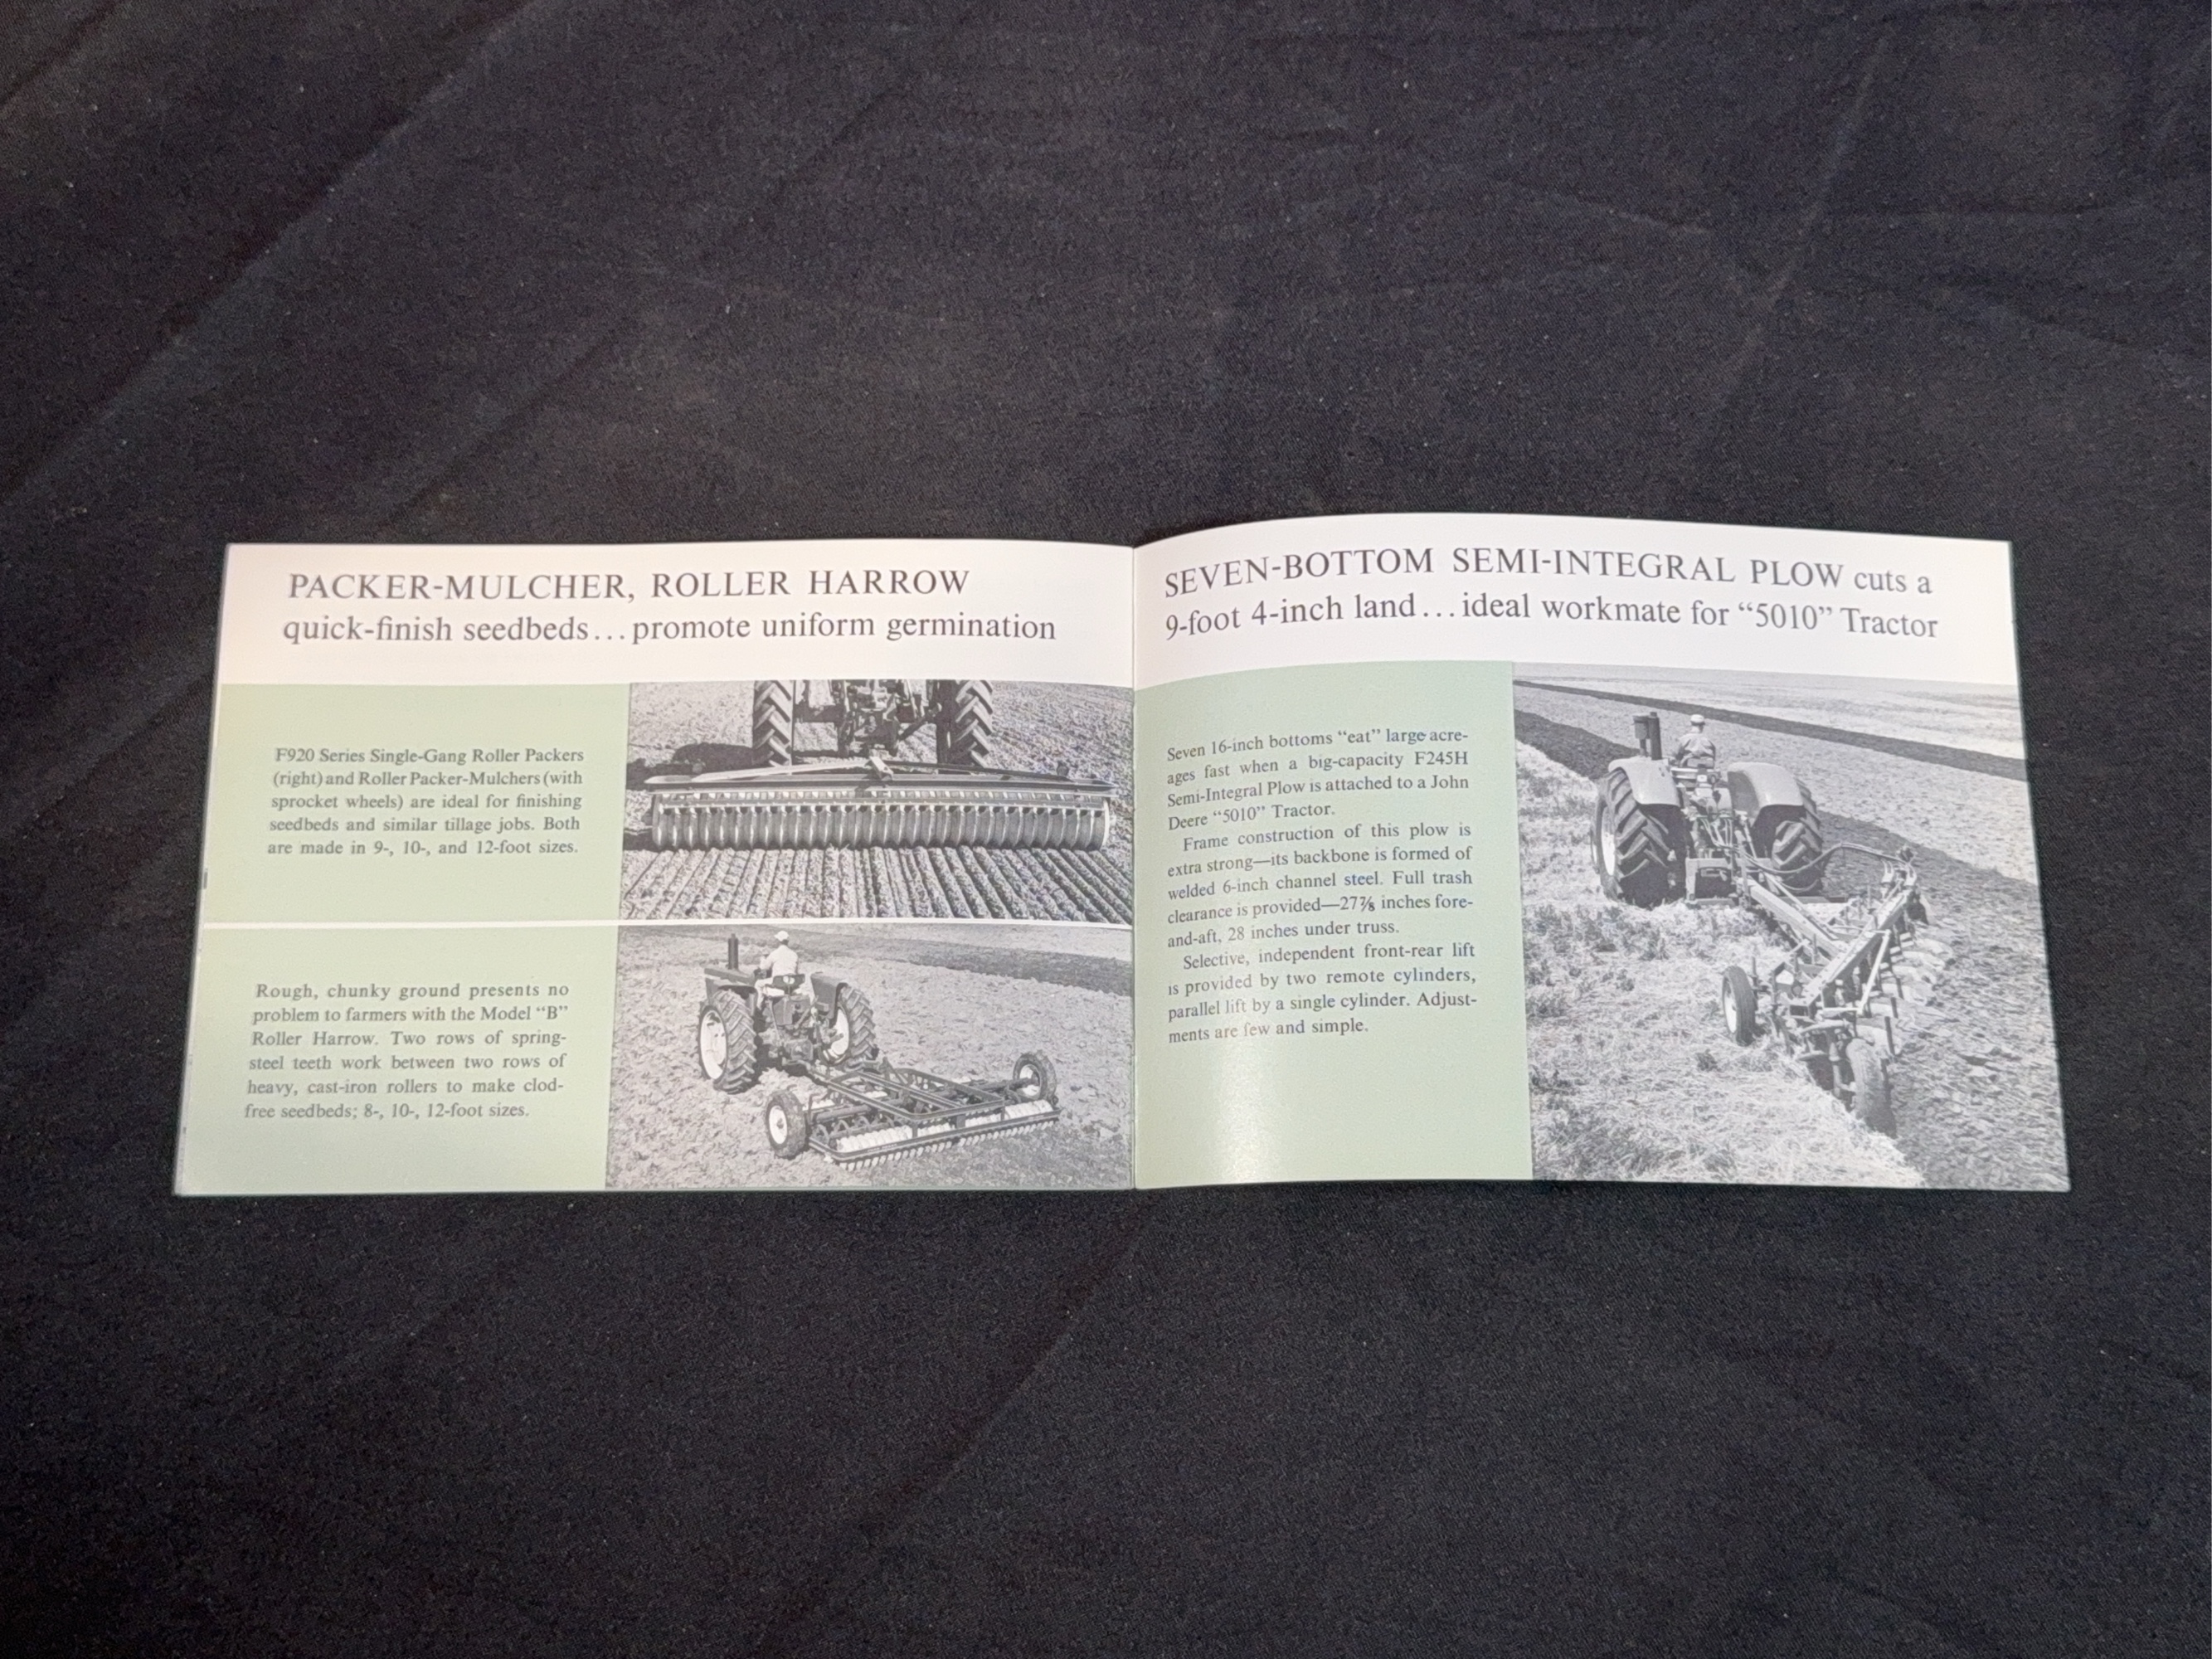 PACKER-MULCHER, ROLLER HARROW
quick-finish seedbeds...promote uniform germination
F920 Series Single-Gang Roller Packers
(right) and Roller Packer-Mulchers (with
sprocket wheels) are ideal for finishing
seedbeds and similar tillage jobs. Both
are made in 9-, 10-, and 12-foot sizes.
Rough, chunky ground presents no
problem to farmers with the Model “B”
Roller Harrow. Two rows of spring-
steel teeth work between two rows of
heavy, cast-iron rollers to make clod-
free seedbeds; 8-, 10-, 12-foot sizes.
SEVEN-BOTTOM SEMI-INTEGRAL PLOW cuts a
9-foot 4-inch land...ideal workmate for “5010” Tractor
Seven 16-inch bottoms “eat” large acre-
ages fast when a big-capacity F245H
Semi-Integral Plow is attached to a John
Deere “5010” Tractor.
Frame construction of this plow is
extra strong—its backbone is formed of
welded 6-inch channel steel. Full trash
clearance is provided—27⅞ inches fore-
and-aft, 28 inches under truss.
Selective, independent front-rear lift
is provided by two remote cylinders,
parallel lift by a single cylinder. Adjust-
ments are few and simple.